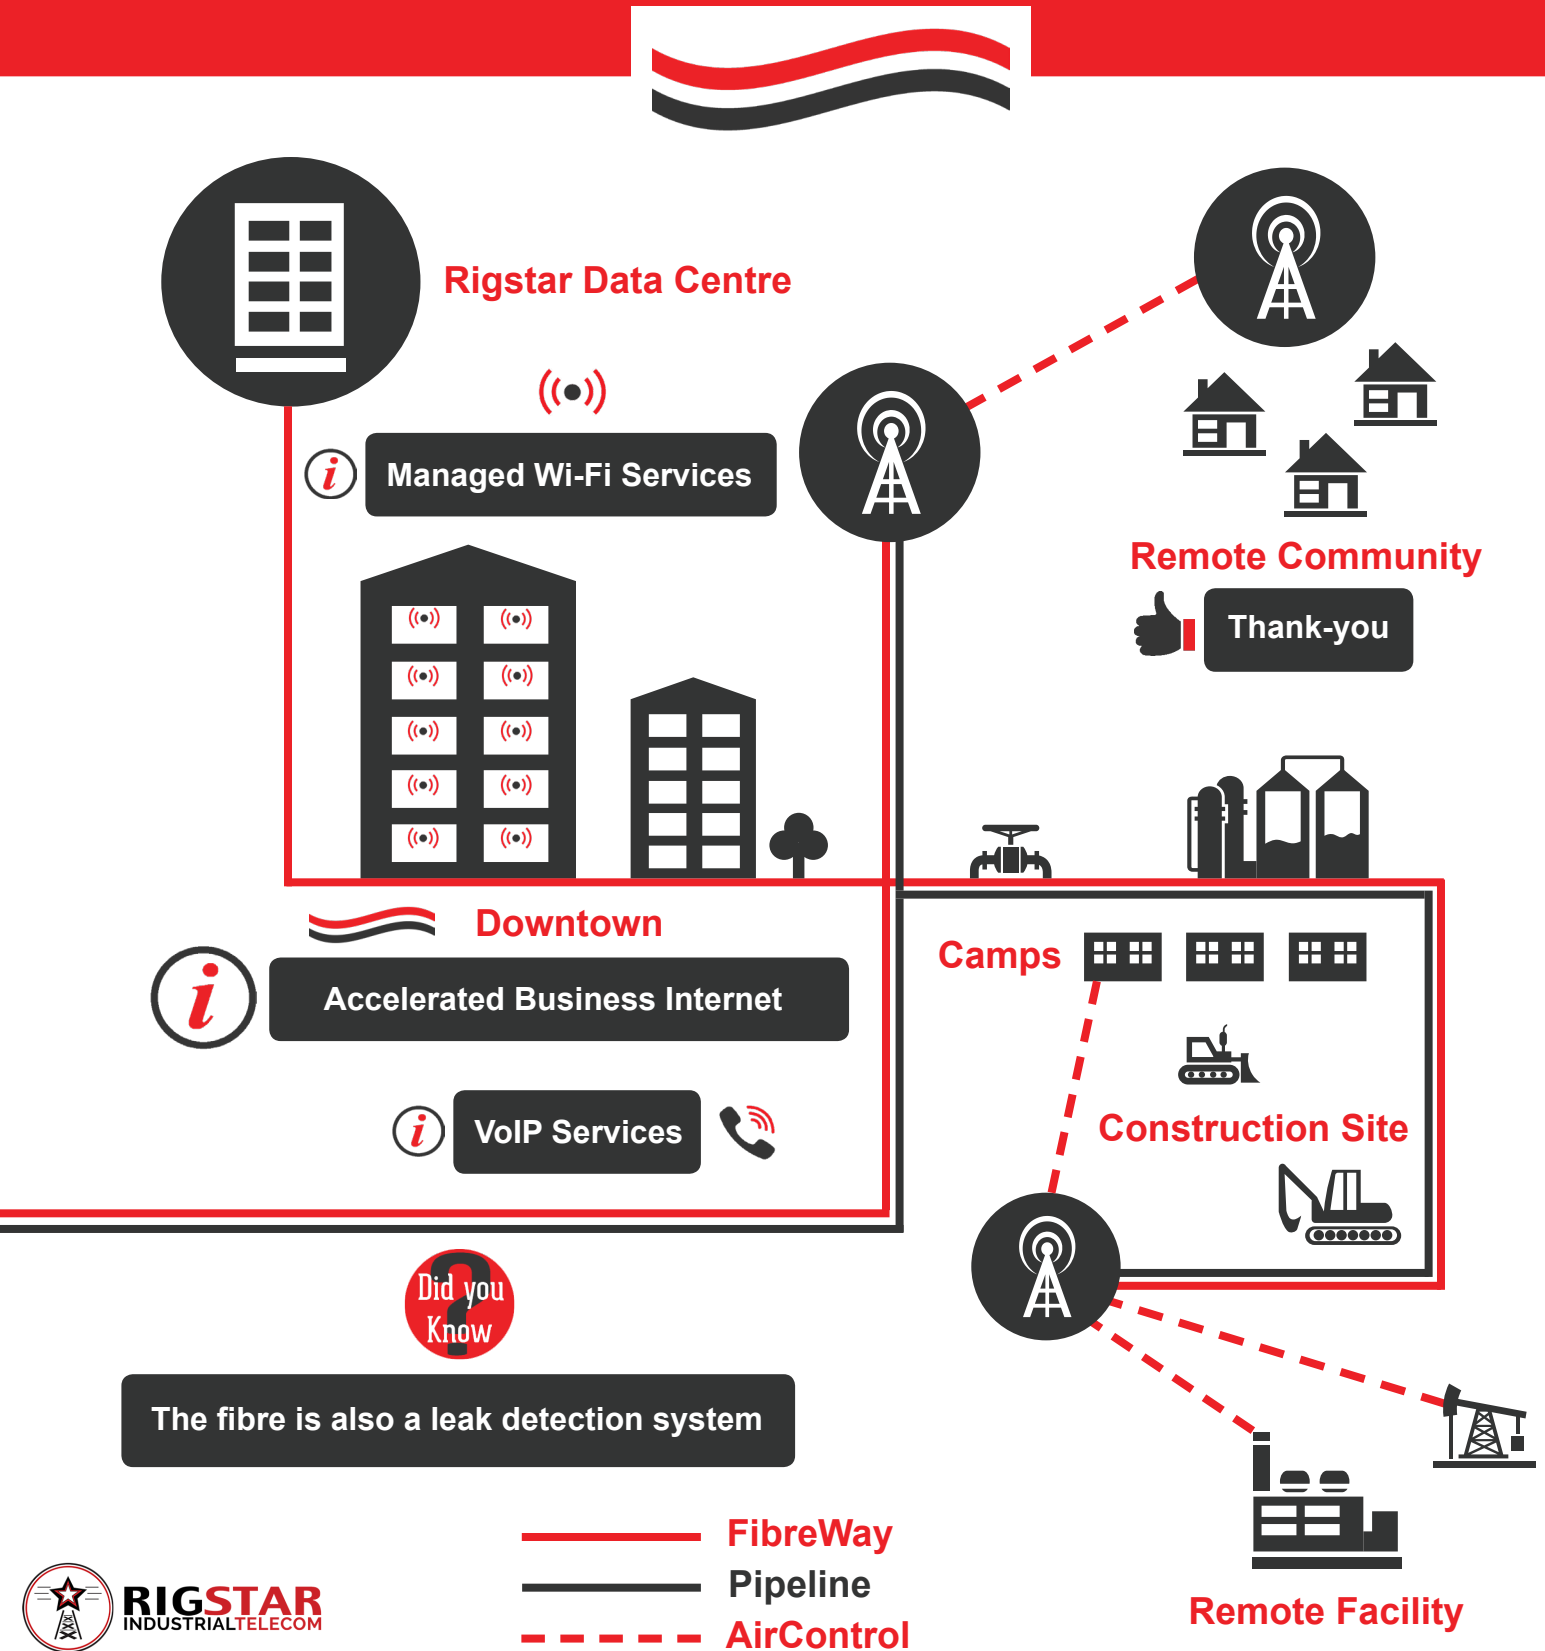 Rigstar Data Centre
Managed Wi-Fi Services
Remote Community
Thank-you
Downtown
Camps
Accelerated Business Internet
VoIP Services
Construction Site
Did you
Know
The fibre is also a leak detection system
FibreWay
Pipeline
AirControl
Remote Facility
RIGSTAR
INDUSTRIALTELECOM